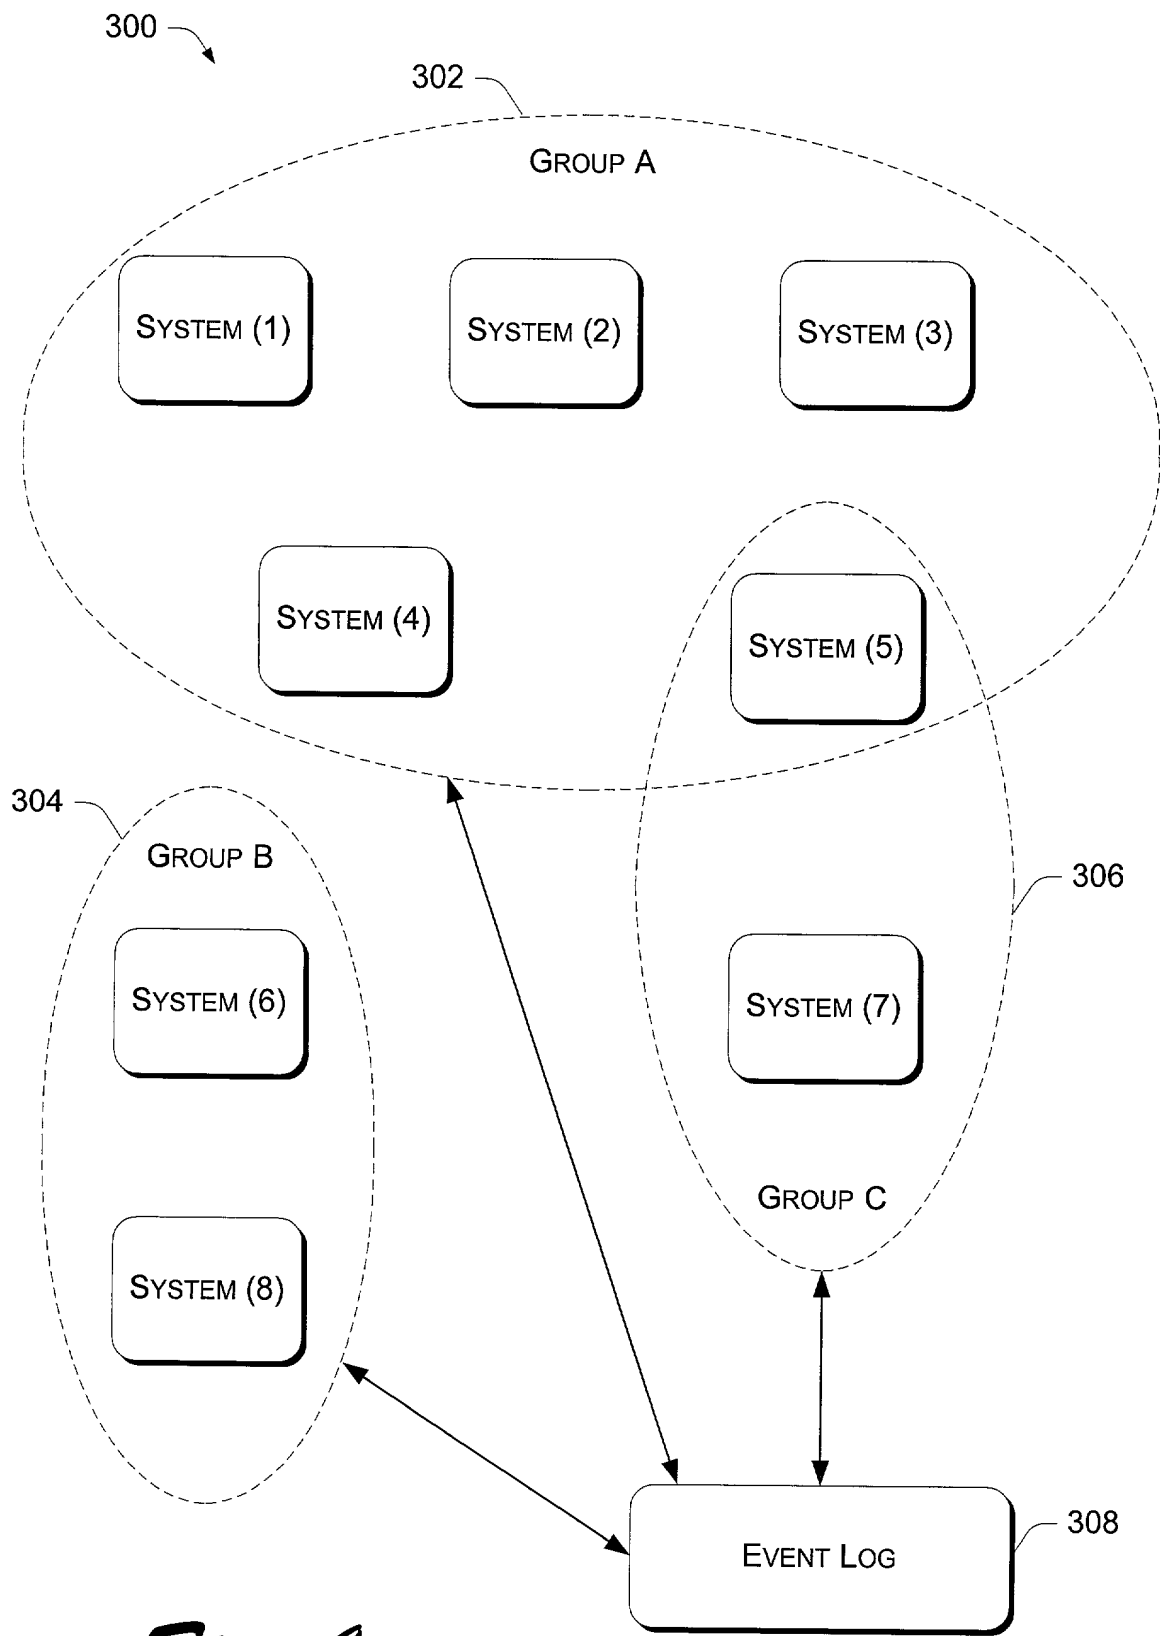 300
302
GROUP A
SYSTEM (1)
SYSTEM (2)
SYSTEM (3)
SYSTEM (4)
SYSTEM (5)
304
GROUP B
306
SYSTEM (6)
SYSTEM (7)
GROUP C
SYSTEM (8)
308
EVENT LOG